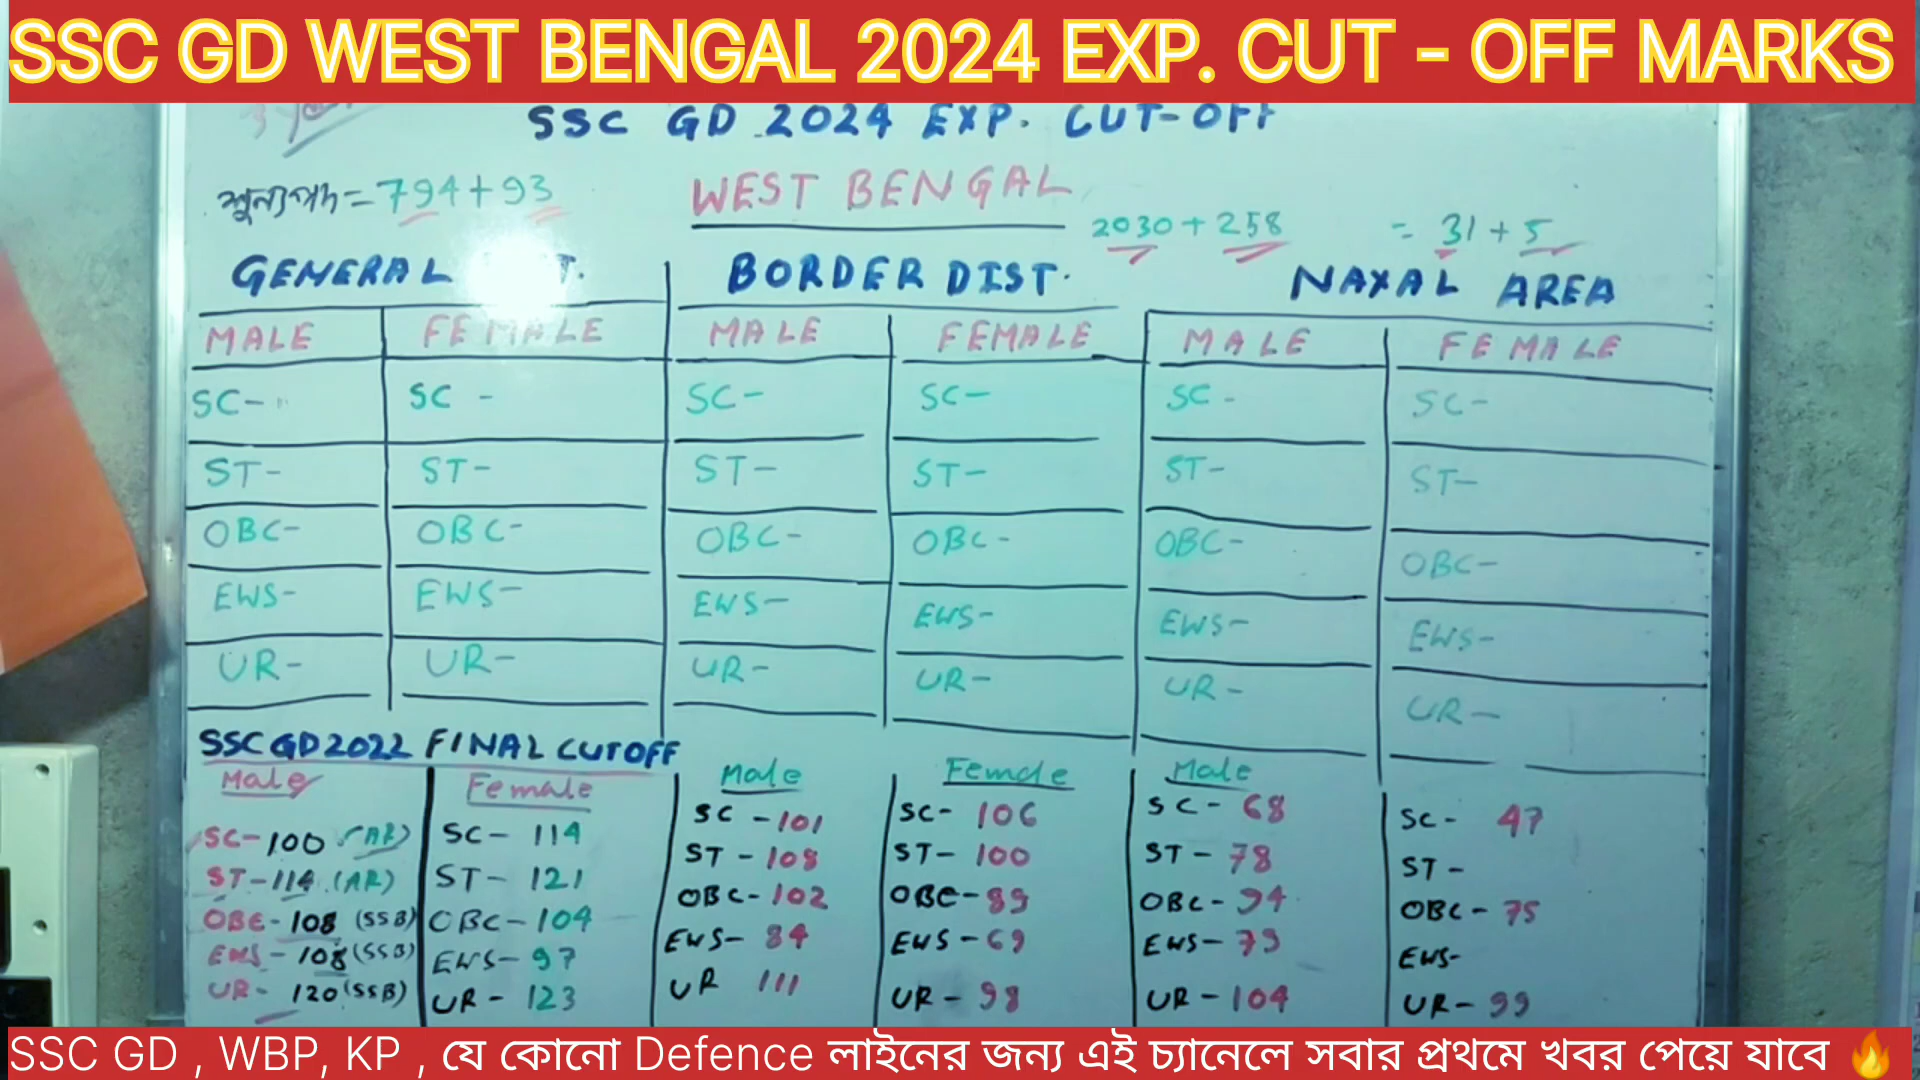 SSC GD WEST BENGAL 2024 EXP. CUT - OFF MARKS
SSC GD 2024 EXP. CUT-OFF
শুন্যপদ = 794+93
WEST BENGAL
2030 + 258
= 31 + 5
GENERAL T.
BORDER DIST.
NAXAL AREA
MALE FEMALE MALE FEMALE MALE FEMALE
SC- SC - SC- SC- SC- SC-
ST- ST- ST- ST- ST- ST-
OBC- OBC- OBC- OBC- OBC- OBC-
EWS- EWS- EWS- EWS- EWS- EWS-
UR- UR- UR- UR- UR- UR-
SSC GD 2022 FINAL CUTOFF
Male Female Male Female Male
SC-100 (AR) SC- 114 SC -101 SC- 106 SC- 68 SC- 47
ST-114 (AR) ST- 121 ST - 108 ST- 100 ST- 78 ST-
OBC-108 (SSB) OBC-104 OBC-102 OBC-89 OBC-94 OBC-75
EWS-108 (SSB) EWS-97 EWS- 84 EWS-69 EWS-79 EWS-
UR- 120 (SSB) UR- 123 UR 111 UR- 98 UR-104 UR-99
SSC GD , WBP, KP , যে কোনো Defence লাইনের জন্য এই চ্যানেলে সবার প্রথমে খবর পেয়ে যাবে 🔥